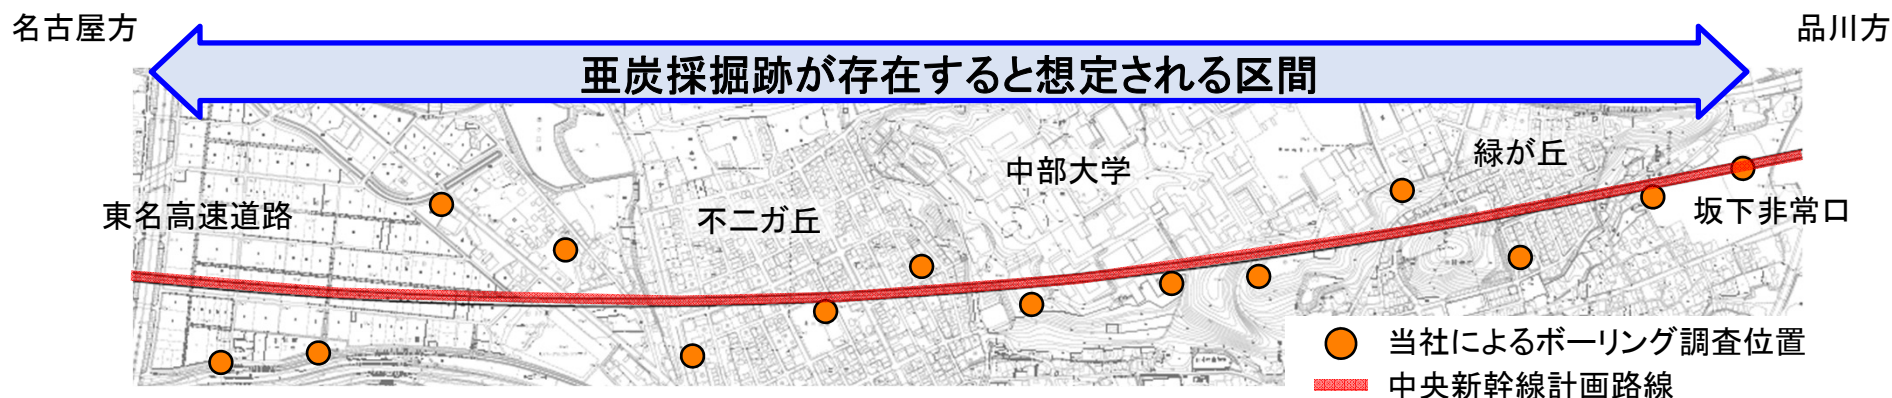 名古屋方
品川方
亜炭採掘跡が存在すると想定される区間
緑が丘
中部大学
東名高速道路
不二ガ丘
坂下非常口
当社によるボーリング調査位置
中央新幹線計画路線